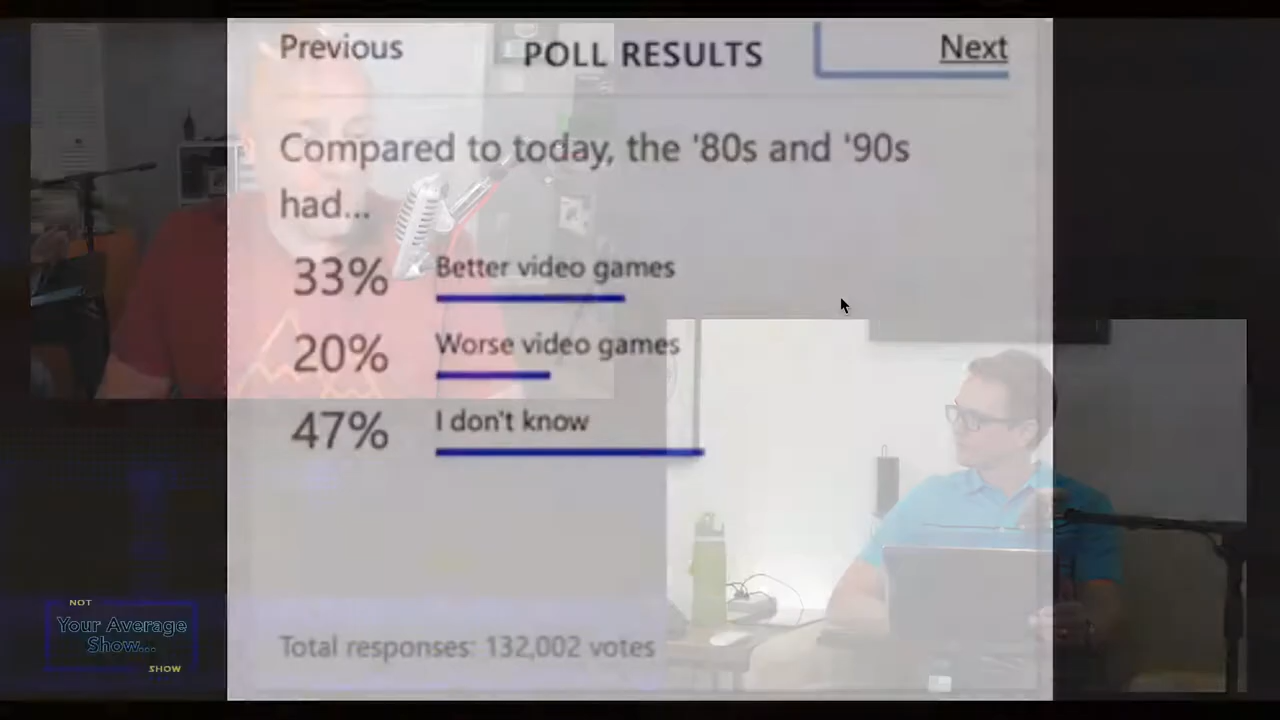 Previous
POLL RESULTS
Next
Compared to today, the '80s and '90s
had...
33% Better video games
20% Worse video games
47% I don't know
Total responses: 132,002 votes
NOT
Your Average
Show...
SHOW